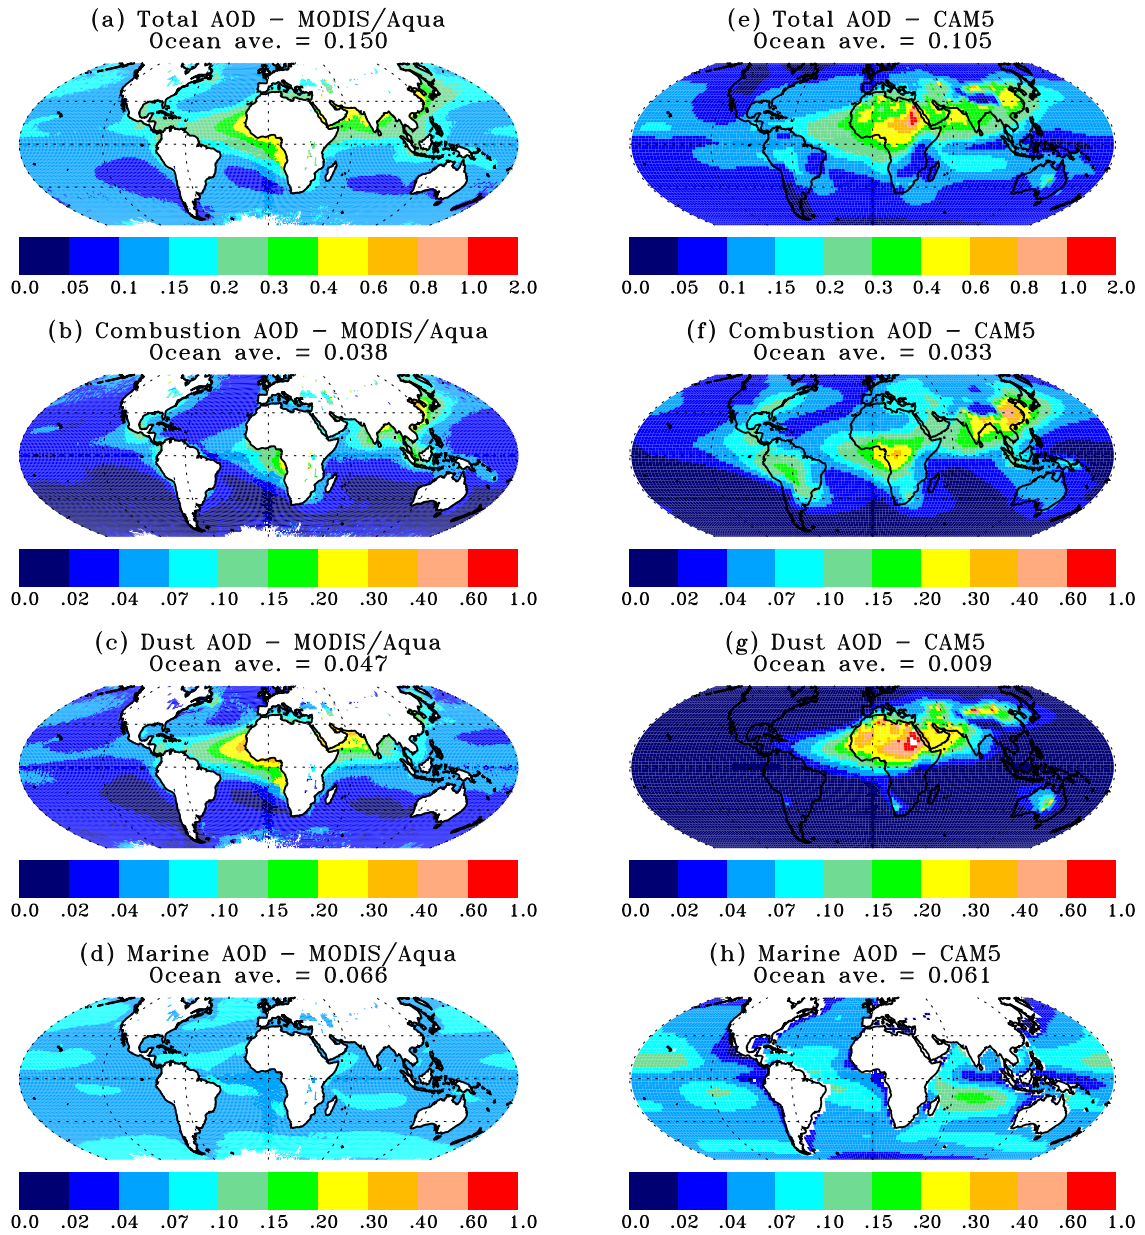 (a) Total AOD − MODIS/Aqua
Ocean ave. = 0.150
0.0 .05 0.1 .15 0.2 0.3 0.4 0.6 0.8 1.0 2.0
(b) Combustion AOD − MODIS/Aqua
Ocean ave. = 0.038
0.0 .02 .04 .07 .10 .15 .20 .30 .40 .60 1.0
(c) Dust AOD − MODIS/Aqua
Ocean ave. = 0.047
0.0 .02 .04 .07 .10 .15 .20 .30 .40 .60 1.0
(d) Marine AOD − MODIS/Aqua
Ocean ave. = 0.066
0.0 .02 .04 .07 .10 .15 .20 .30 .40 .60 1.0
(e) Total AOD − CAM5
Ocean ave. = 0.105
0.0 .05 0.1 .15 0.2 0.3 0.4 0.6 0.8 1.0 2.0
(f) Combustion AOD − CAM5
Ocean ave. = 0.033
0.0 .02 .04 .07 .10 .15 .20 .30 .40 .60 1.0
(g) Dust AOD − CAM5
Ocean ave. = 0.009
0.0 .02 .04 .07 .10 .15 .20 .30 .40 .60 1.0
(h) Marine AOD − CAM5
Ocean ave. = 0.061
0.0 .02 .04 .07 .10 .15 .20 .30 .40 .60 1.0